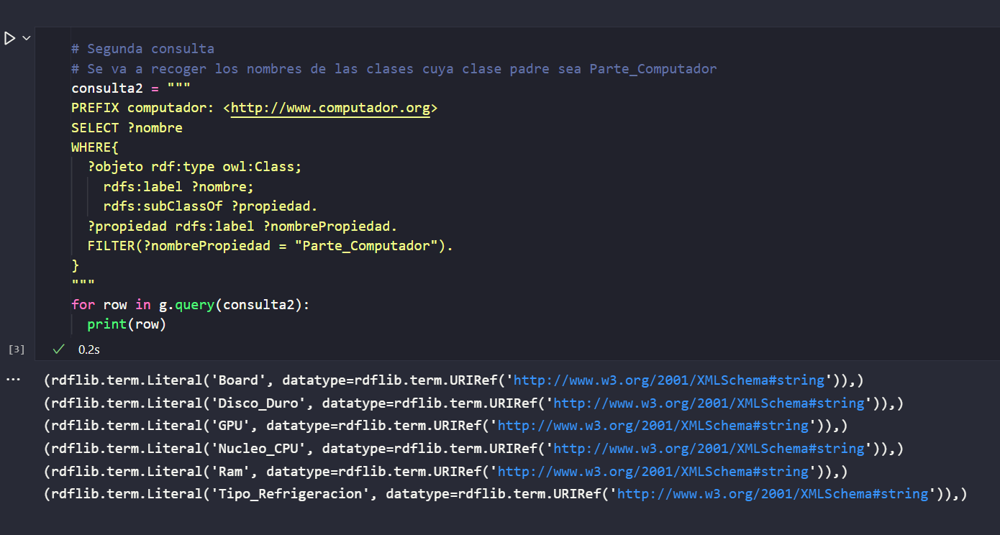 # Segunda consulta
# Se va a recoger los nombres de las clases cuya clase padre sea Parte_Computador
consulta2 = """
PREFIX computador: <http://www.computador.org>
SELECT ?nombre
WHERE{
  ?objeto rdf:type owl:Class;
    rdfs:label ?nombre;
    rdfs:subClassOf ?propiedad.
  ?propiedad rdfs:label ?nombrePropiedad.
  FILTER(?nombrePropiedad = "Parte_Computador").
}
"""
for row in g.query(consulta2):
  print(row)
[3] ✓ 0.2s
··· (rdflib.term.Literal('Board', datatype=rdflib.term.URIRef('http://www.w3.org/2001/XMLSchema#string')),)
(rdflib.term.Literal('Disco_Duro', datatype=rdflib.term.URIRef('http://www.w3.org/2001/XMLSchema#string')),)
(rdflib.term.Literal('GPU', datatype=rdflib.term.URIRef('http://www.w3.org/2001/XMLSchema#string')),)
(rdflib.term.Literal('Nucleo_CPU', datatype=rdflib.term.URIRef('http://www.w3.org/2001/XMLSchema#string')),)
(rdflib.term.Literal('Ram', datatype=rdflib.term.URIRef('http://www.w3.org/2001/XMLSchema#string')),)
(rdflib.term.Literal('Tipo_Refrigeracion', datatype=rdflib.term.URIRef('http://www.w3.org/2001/XMLSchema#string')),)